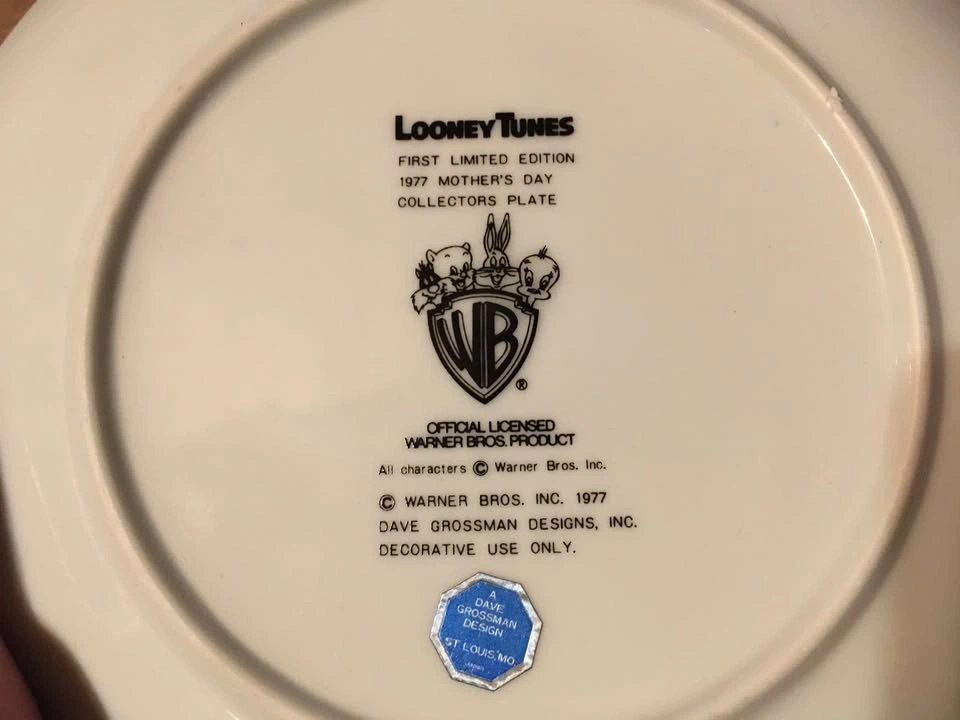 LOONEY TUNES
FIRST LIMITED EDITION
1977 MOTHER'S DAY
COLLECTORS PLATE
WB
®
OFFICIAL LICENSED
WARNER BROS. PRODUCT
All characters © Warner Bros. Inc.
© WARNER BROS. INC. 1977
DAVE GROSSMAN DESIGNS, INC.
DECORATIVE USE ONLY.
A
DAVE
GROSSMAN
DESIGN
ST LOUIS, MO.
JAPAN